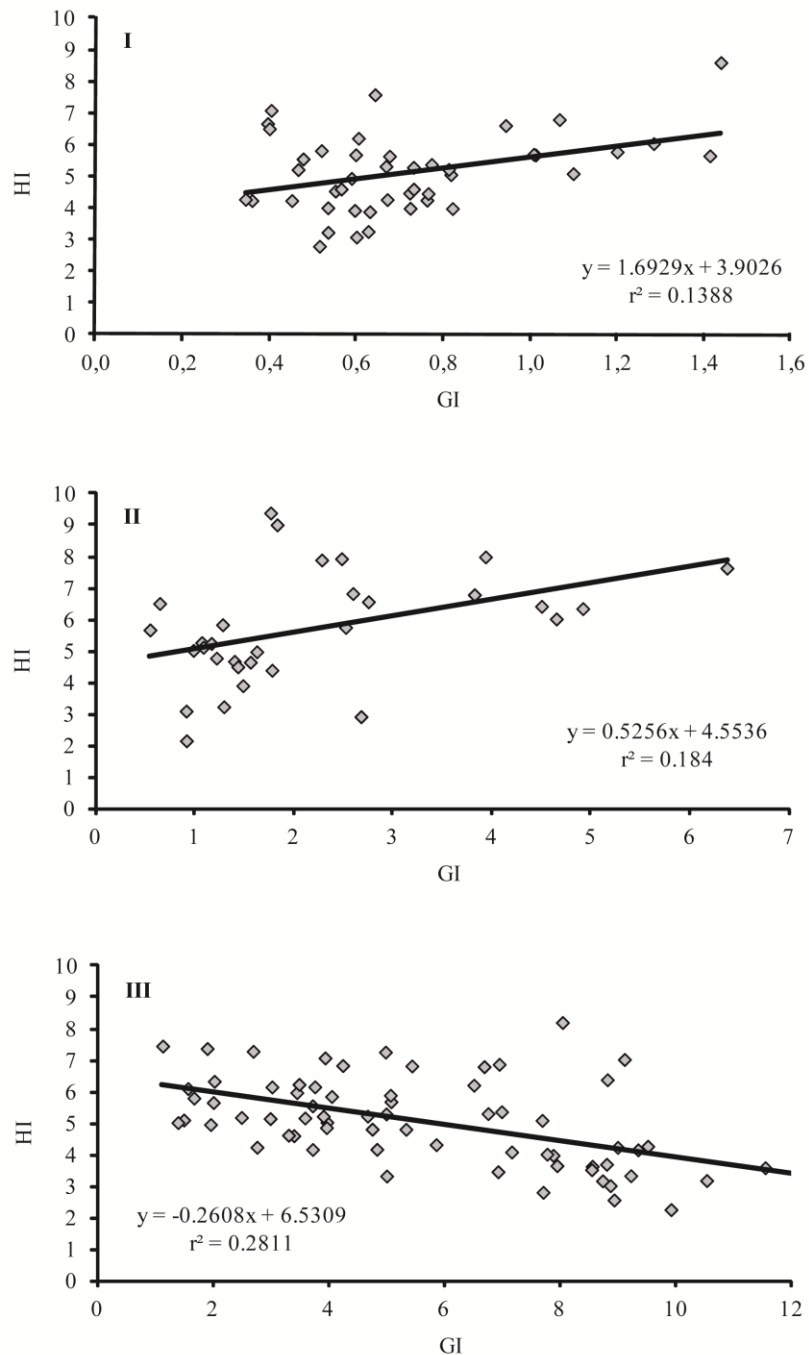 I
10
9
8
7
6
5
4
3
2
1
0
HI
y = 1.6929x + 3.9026
r² = 0.1388
0,0 0,2 0,4 0,6 0,8 1,0 1,2 1,4 1,6
GI
II
10
9
8
7
6
5
4
3
2
1
0
HI
y = 0.5256x + 4.5536
r² = 0.184
0 1 2 3 4 5 6 7
GI
III
10
9
8
7
6
5
4
3
2
1
0
HI
y = -0.2608x + 6.5309
r² = 0.2811
0 2 4 6 8 10 12
GI